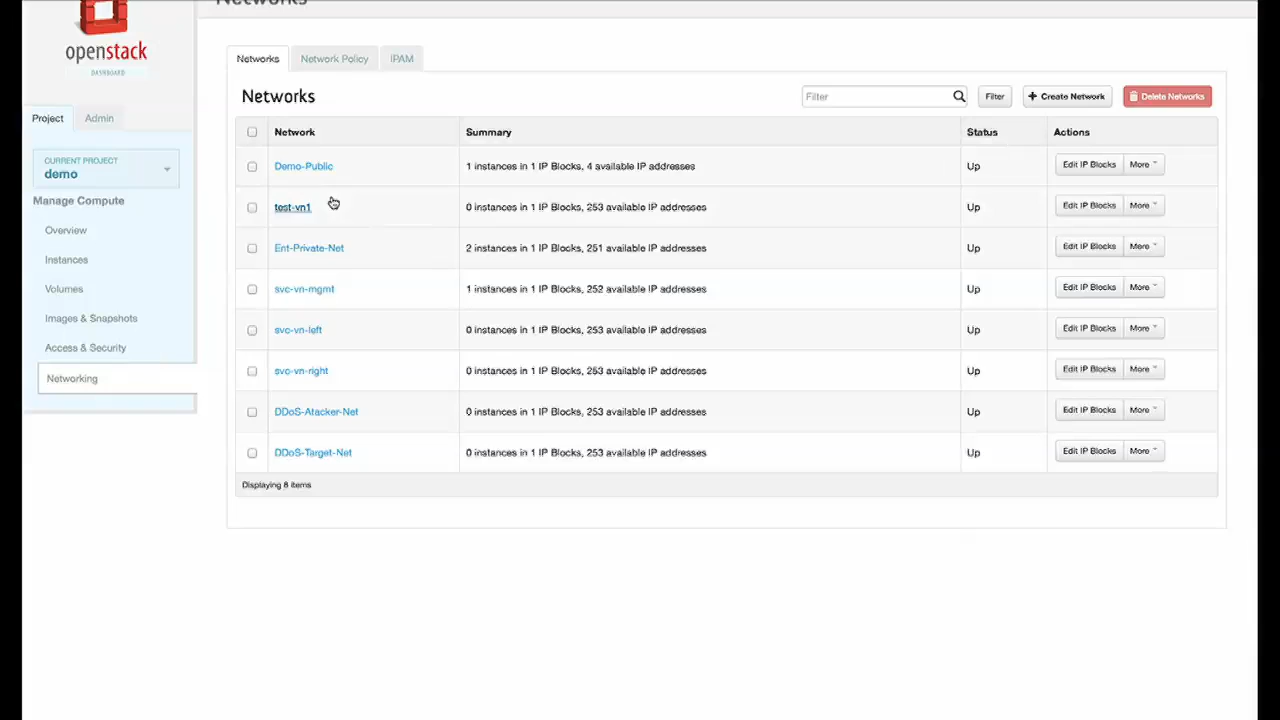 Networks
openstack
DASHBOARD
Networks Network Policy IPAM
Networks
Filter Filter + Create Network Delete Networks
Project Admin
CURRENT PROJECT
demo
Manage Compute
Overview
Instances
Volumes
Images & Snapshots
Access & Security
Networking
Network Summary Status Actions
Demo-Public 1 instances in 1 IP Blocks, 4 available IP addresses Up Edit IP Blocks More
test-vn1 0 instances in 1 IP Blocks, 253 available IP addresses Up Edit IP Blocks More
Ent-Private-Net 2 instances in 1 IP Blocks, 251 available IP addresses Up Edit IP Blocks More
svc-vn-mgmt 1 instances in 1 IP Blocks, 252 available IP addresses Up Edit IP Blocks More
svc-vn-left 0 instances in 1 IP Blocks, 253 available IP addresses Up Edit IP Blocks More
svc-vn-right 0 instances in 1 IP Blocks, 253 available IP addresses Up Edit IP Blocks More
DDoS-Atacker-Net 0 instances in 1 IP Blocks, 253 available IP addresses Up Edit IP Blocks More
DDoS-Target-Net 0 instances in 1 IP Blocks, 253 available IP addresses Up Edit IP Blocks More
Displaying 8 items